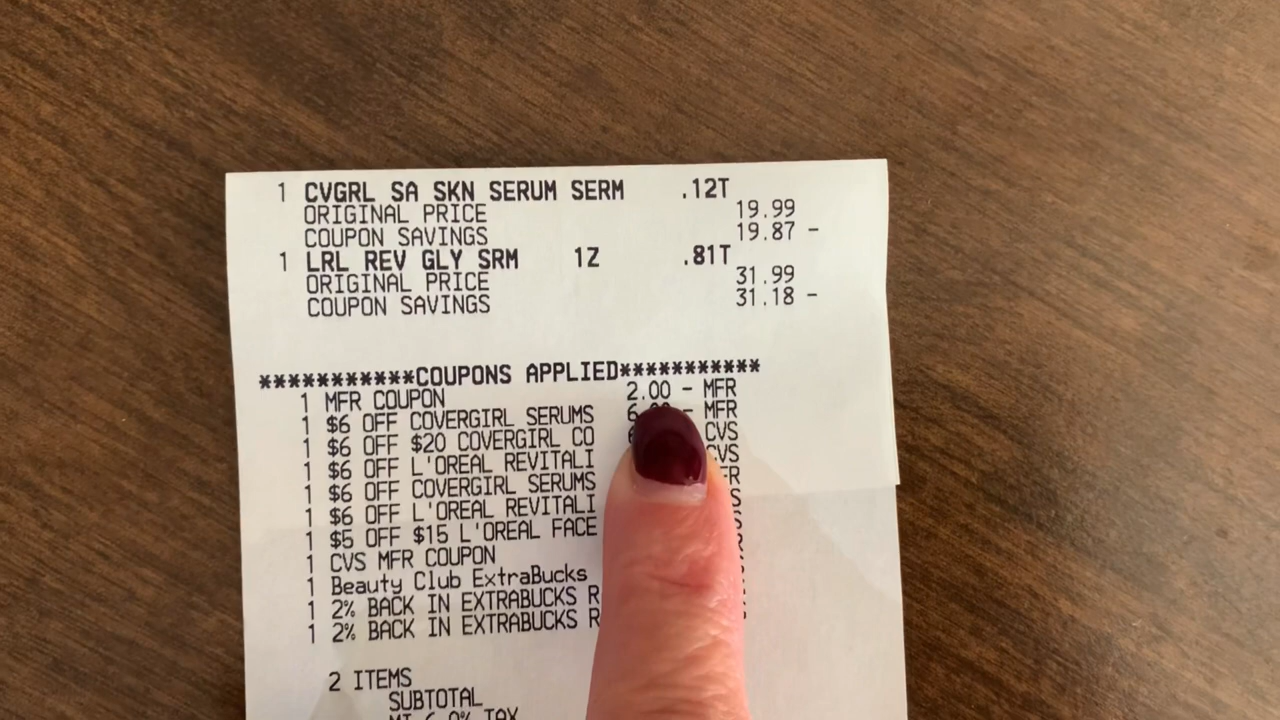 1 CVGRL SA SKN SERUM SERM .12T
ORIGINAL PRICE 19.99
COUPON SAVINGS 19.87 -
1 LRL REV GLY SRM 1Z .81T
ORIGINAL PRICE 31.99
COUPON SAVINGS 31.18 -
***********COUPONS APPLIED***********
1 MFR COUPON 2.00 - MFR
1 $6 OFF COVERGIRL SERUMS - MFR
1 $6 OFF $20 COVERGIRL CO CVS
1 $6 OFF L'OREAL REVITALI CVS
1 $6 OFF COVERGIRL SERUMS
1 $6 OFF L'OREAL REVITALI
1 $5 OFF $15 L'OREAL FACE
1 CVS MFR COUPON
1 Beauty Club ExtraBucks
1 2% BACK IN EXTRABUCKS R
1 2% BACK IN EXTRABUCKS R
2 ITEMS
SUBTOTAL
MI 6.0% TAX